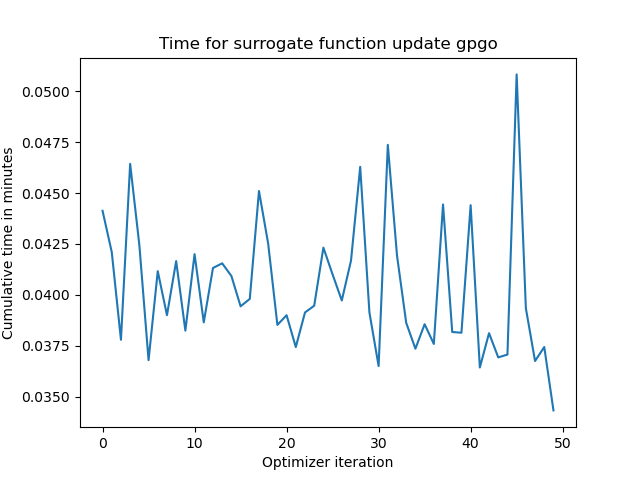 Time for surrogate function update gpgo
Cumulative time in minutes
0.0500
0.0475
0.0450
0.0425
0.0400
0.0375
0.0350
0 10 20 30 40 50
Optimizer iteration